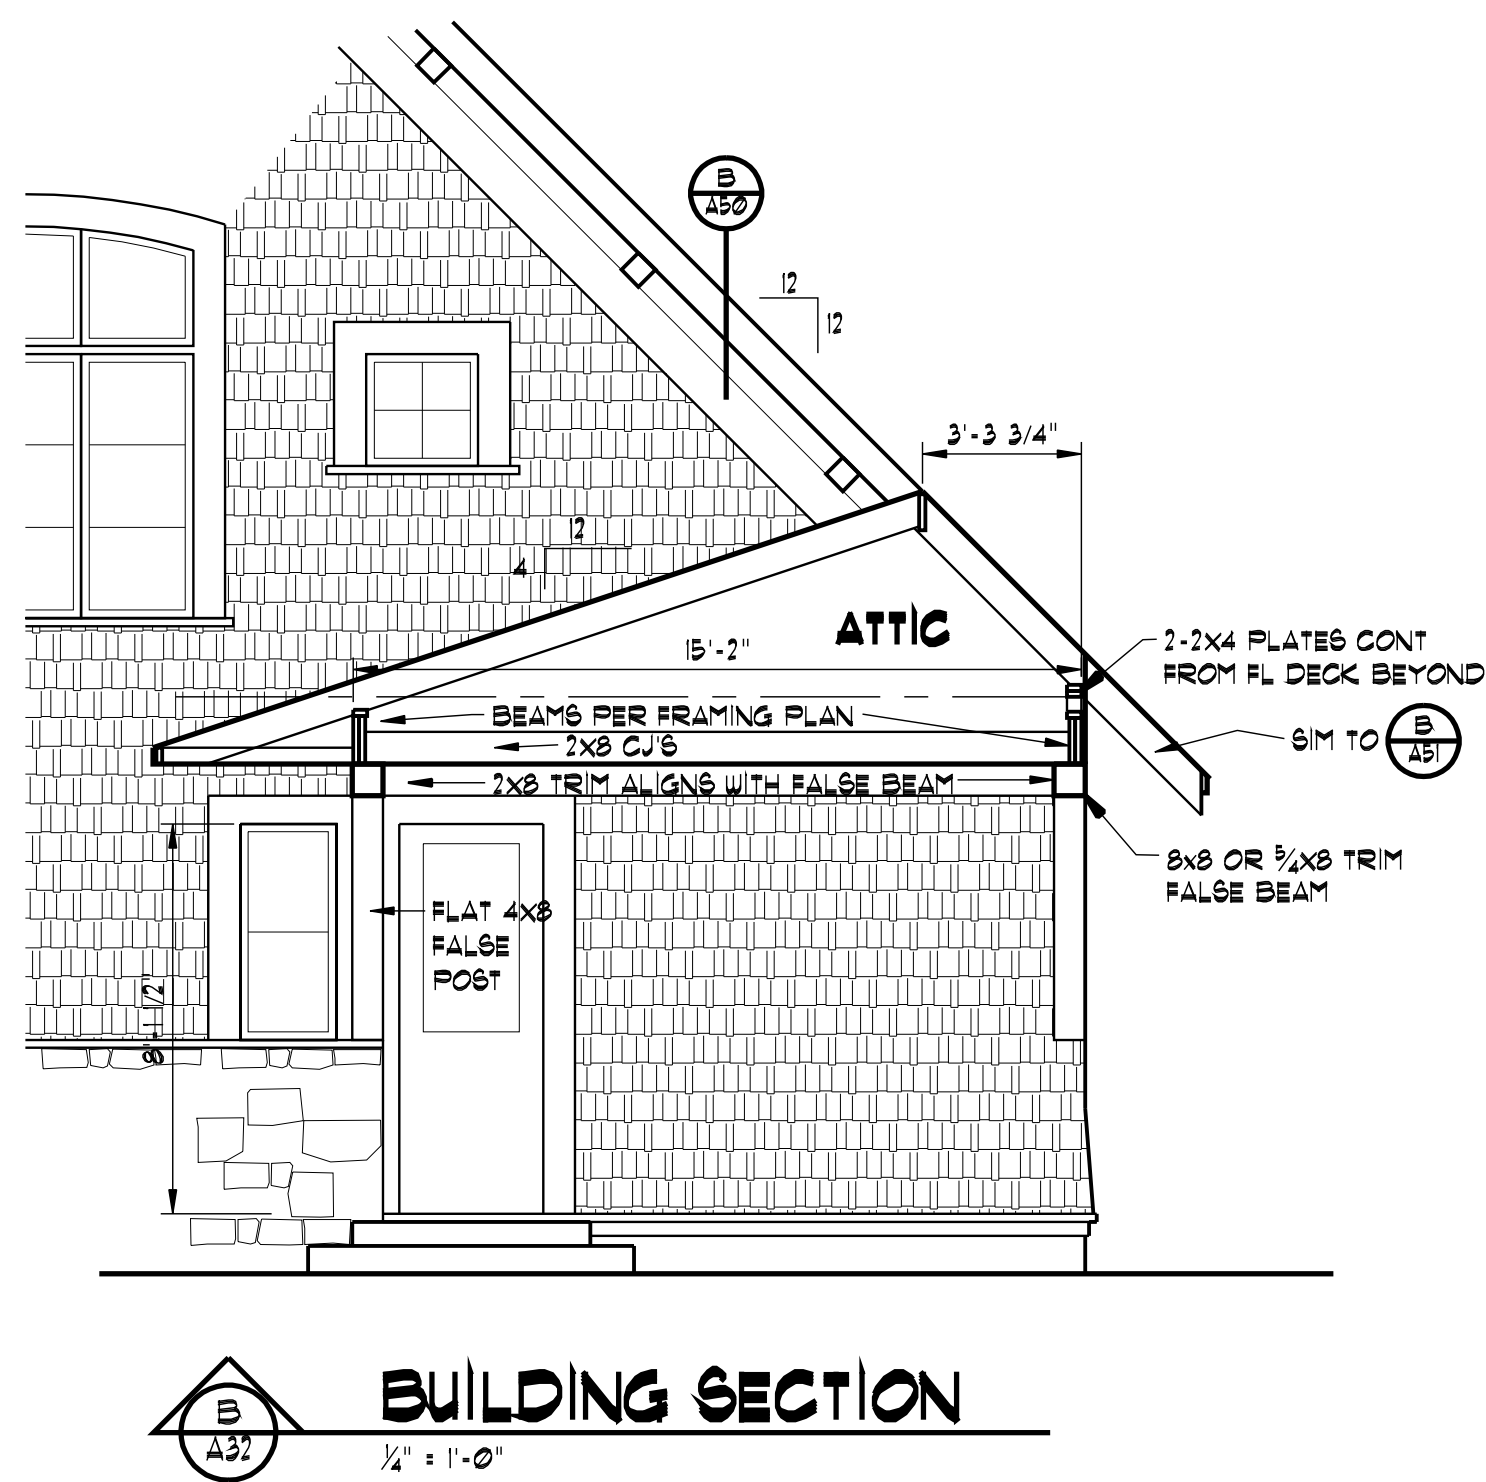 B
A50
12
12
3'-3 3/4"
12
4
ATTIC
15'-2"
2-2x4 PLATES CONT
FROM FL DECK BEYOND
BEAMS PER FRAMING PLAN
SIM TO
B
A51
2x8 CJ'S
2x8 TRIM ALIGNS WITH FALSE BEAM
8x8 OR 5/4x8 TRIM
FALSE BEAM
FLAT 4x8
FALSE
POST
8'-1 1/2"
BUILDING SECTION
B
A32
1/4" = 1'-0"